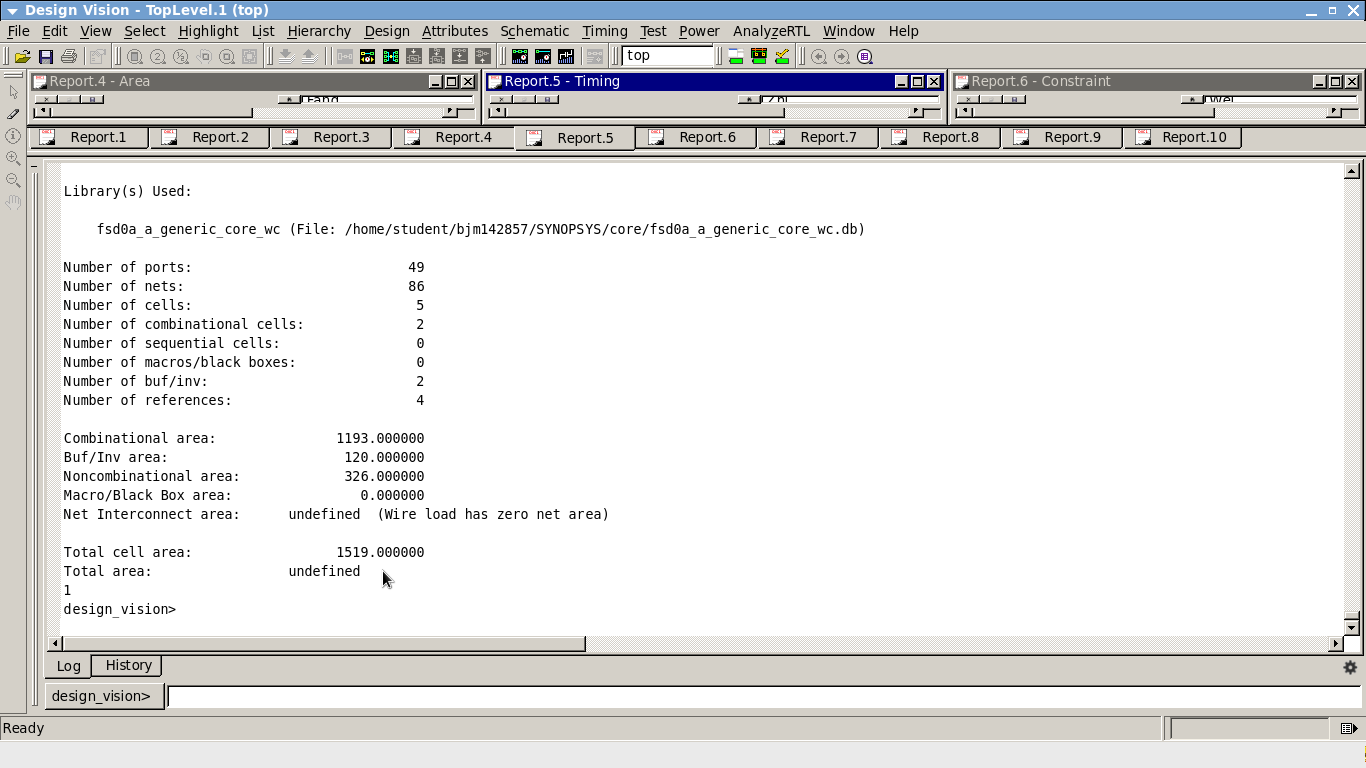 Design Vision - TopLevel.1 (top)
File Edit View Select Highlight List Hierarchy Design Attributes Schematic Timing Test Power AnalyzeRTL Window Help
top
Report.4 - Area
Report.5 - Timing
Report.6 - Constraint
Report.1 Report.2 Report.3 Report.4 Report.5 Report.6 Report.7 Report.8 Report.9 Report.10
Library(s) Used:
fsd0a_a_generic_core_wc (File: /home/student/bjm142857/SYNOPSYS/core/fsd0a_a_generic_core_wc.db)
Number of ports: 49
Number of nets: 86
Number of cells: 5
Number of combinational cells: 2
Number of sequential cells: 0
Number of macros/black boxes: 0
Number of buf/inv: 2
Number of references: 4
Combinational area: 1193.000000
Buf/Inv area: 120.000000
Noncombinational area: 326.000000
Macro/Black Box area: 0.000000
Net Interconnect area: undefined (Wire load has zero net area)
Total cell area: 1519.000000
Total area: undefined
1
design_vision>
Log History
design_vision>
Ready